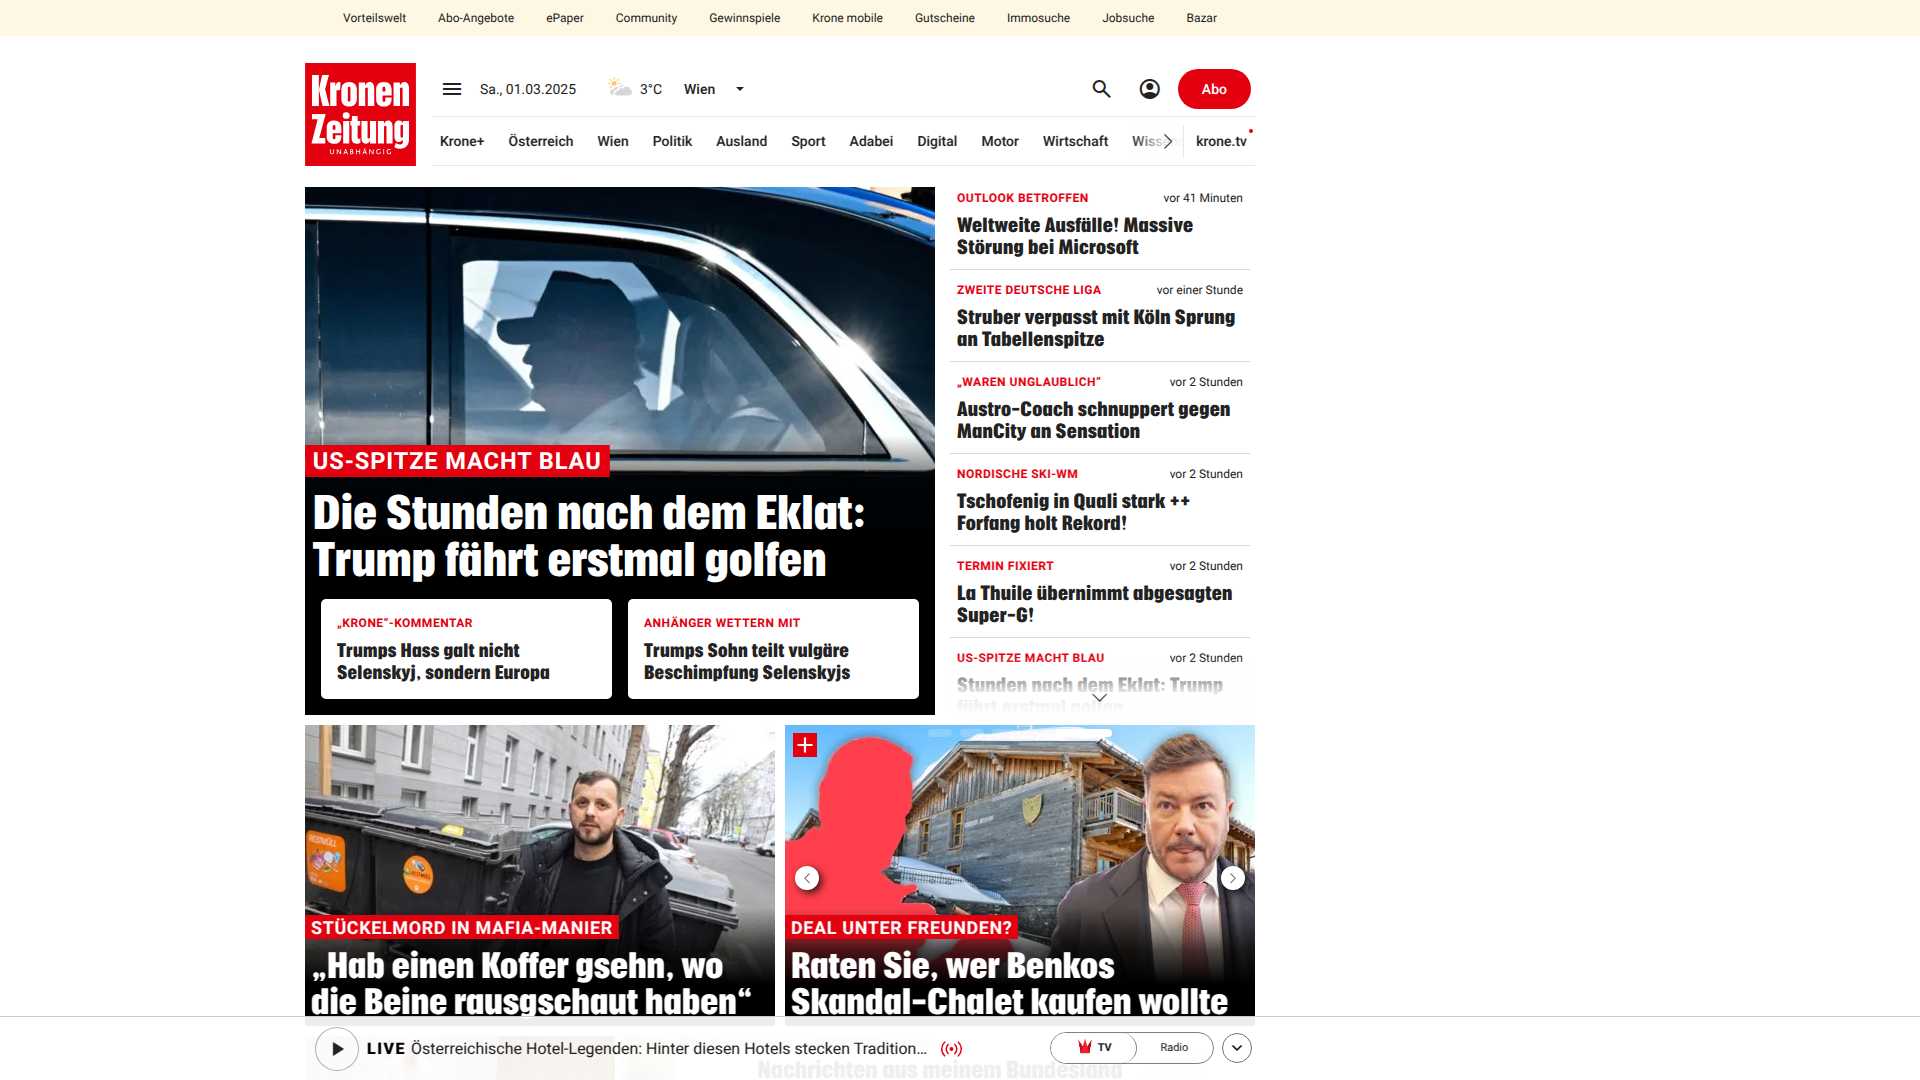 Vorteilswelt Abo-Angebote ePaper Community Gewinnspiele Krone mobile Gutscheine Immosuche Jobsuche Bazar
Kronen
Zeitung
UNABHÄNGIG
Sa., 01.03.2025 3°C Wien Abo
Krone+ Österreich Wien Politik Ausland Sport Adabei Digital Motor Wirtschaft krone.tv
US-SPITZE MACHT BLAU
Die Stunden nach dem Eklat:
Trump fährt erstmal golfen
„KRONE“-KOMMENTAR
Trumps Hass galt nicht
Selenskyj, sondern Europa
ANHÄNGER WETTERN MIT
Trumps Sohn teilt vulgäre
Beschimpfung Selenskyjs
OUTLOOK BETROFFEN vor 41 Minuten
Weltweite Ausfälle! Massive
Störung bei Microsoft
ZWEITE DEUTSCHE LIGA vor einer Stunde
Struber verpasst mit Köln Sprung
an Tabellenspitze
„WAREN UNGLAUBLICH“ vor 2 Stunden
Austro-Coach schnuppert gegen
ManCity an Sensation
NORDISCHE SKI-WM vor 2 Stunden
Tschofenig in Quali stark ++
Forfang holt Rekord!
TERMIN FIXIERT vor 2 Stunden
La Thuile übernimmt abgesagten
Super-G!
US-SPITZE MACHT BLAU vor 2 Stunden
Stunden nach dem Eklat: Trump
fährt erstmal golfen
STÜCKELMORD IN MAFIA-MANIER
„Hab einen Koffer gsehn, wo
die Beine rausgschaut haben“
DEAL UNTER FREUNDEN?
Raten Sie, wer Benkos
Skandal-Chalet kaufen wollte
LIVE Österreichische Hotel-Legenden: Hinter diesen Hotels stecken Tradition... TV Radio
Nachrichten aus meinem Bundesland